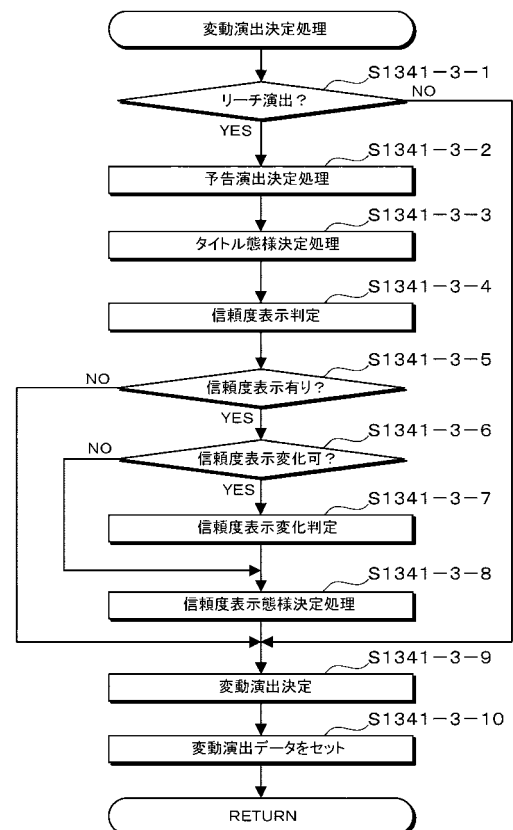 変動演出決定処理
S1341-3-1
リーチ演出?
NO
YES
S1341-3-2
予告演出決定処理
S1341-3-3
タイトル態様決定処理
S1341-3-4
信頼度表示判定
S1341-3-5
NO
信頼度表示有り?
YES
S1341-3-6
NO
信頼度表示変化可?
YES
S1341-3-7
信頼度表示変化判定
S1341-3-8
信頼度表示態様決定処理
S1341-3-9
変動演出決定
S1341-3-10
変動演出データをセット
RETURN